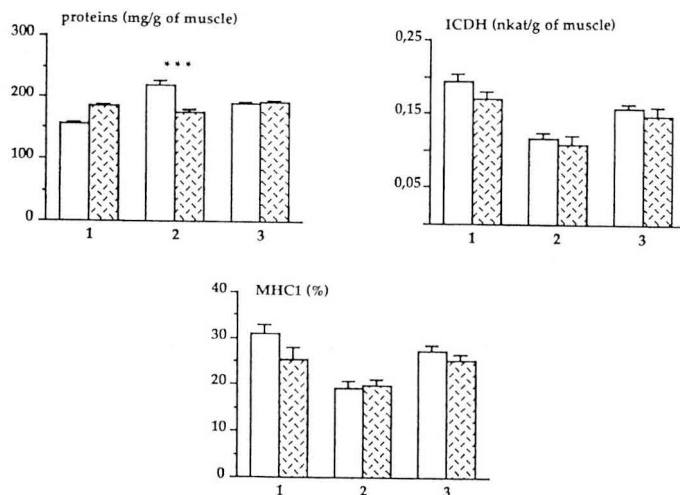 proteins (mg/g of muscle)
300
200
100
0
* * *
1 2 3
ICDH (nkat/g of muscle)
0,25
0,15
0,05
1 2 3
MHC1 (%)
40
30
20
10
0
1 2 3